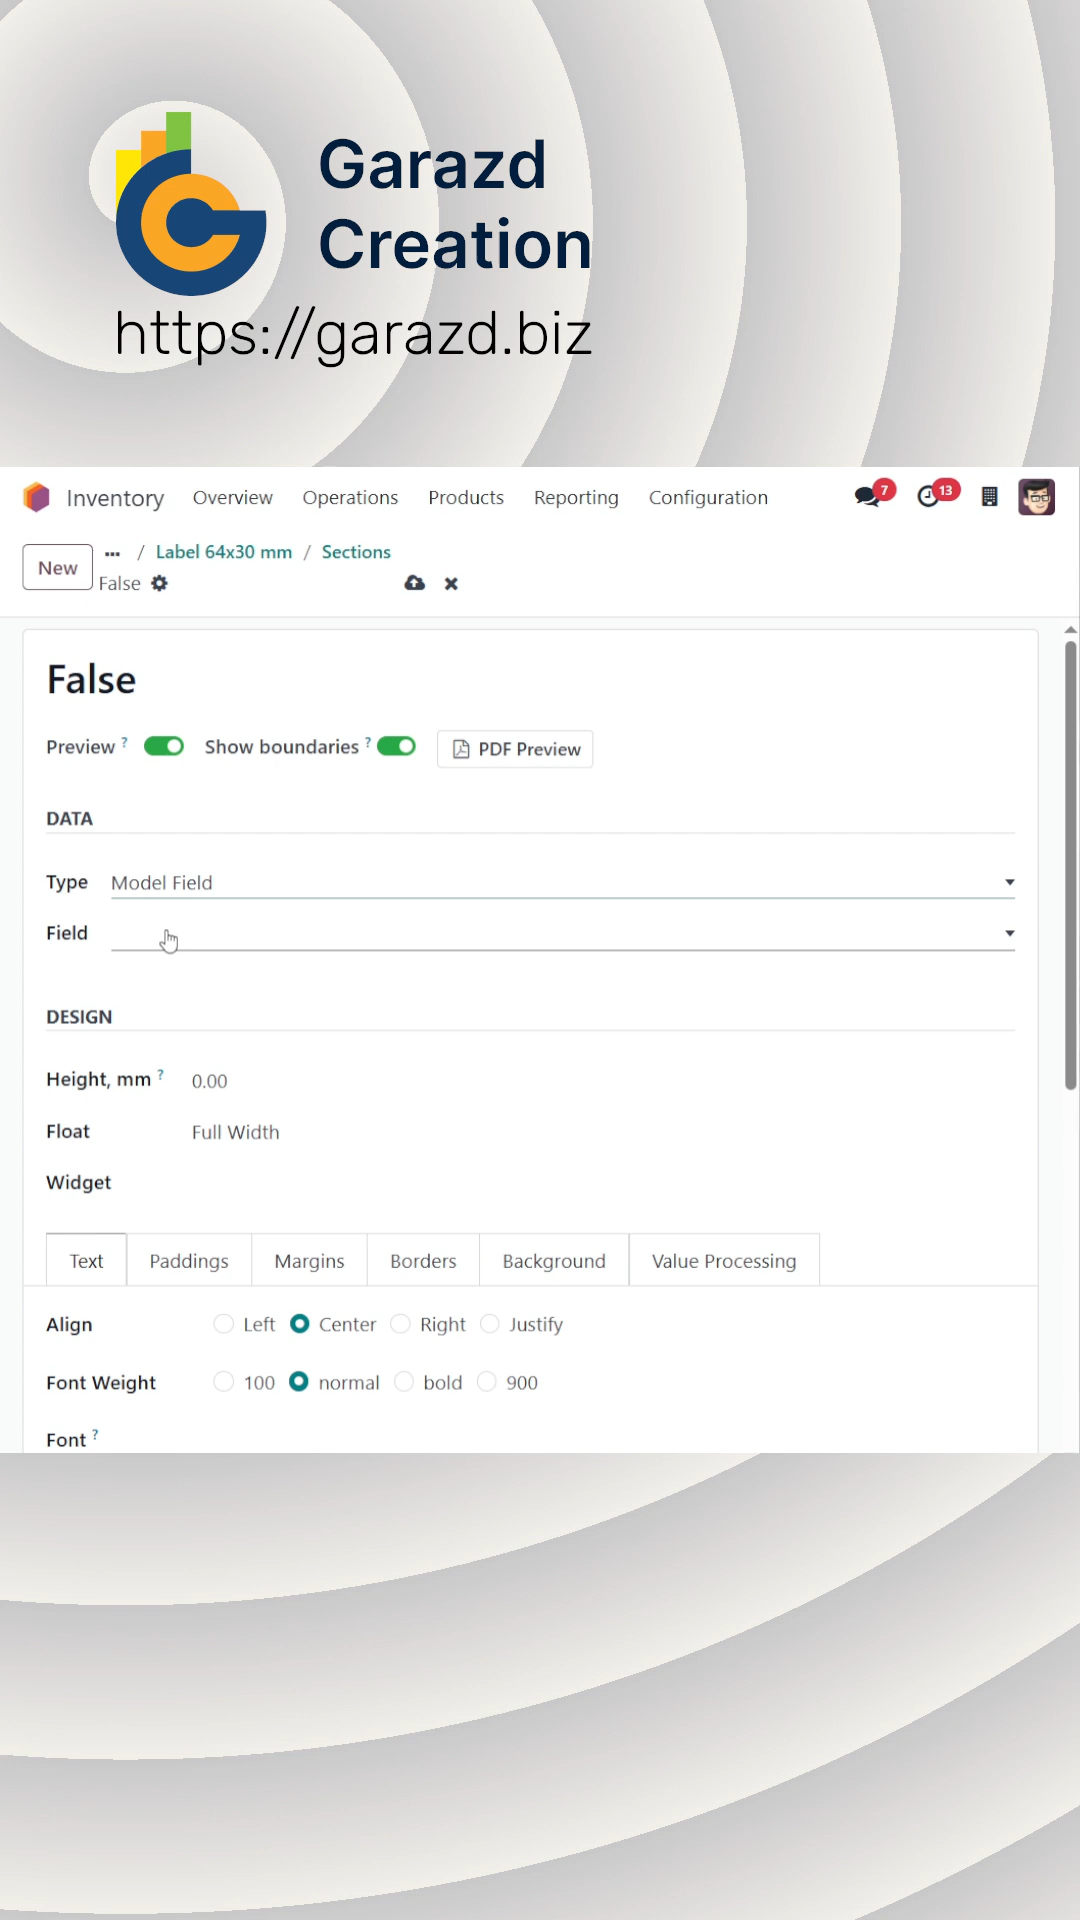 Garazd
Creation
https://garazd.biz
Inventory Overview Operations Products Reporting Configuration 7 13
New ... / Label 64x30 mm / Sections
False
False
Preview ? Show boundaries ? PDF Preview
DATA
Type Model Field
Field
DESIGN
Height, mm ? 0.00
Float Full Width
Widget
Text Paddings Margins Borders Background Value Processing
Align Left Center Right Justify
Font Weight 100 normal bold 900
Font ?